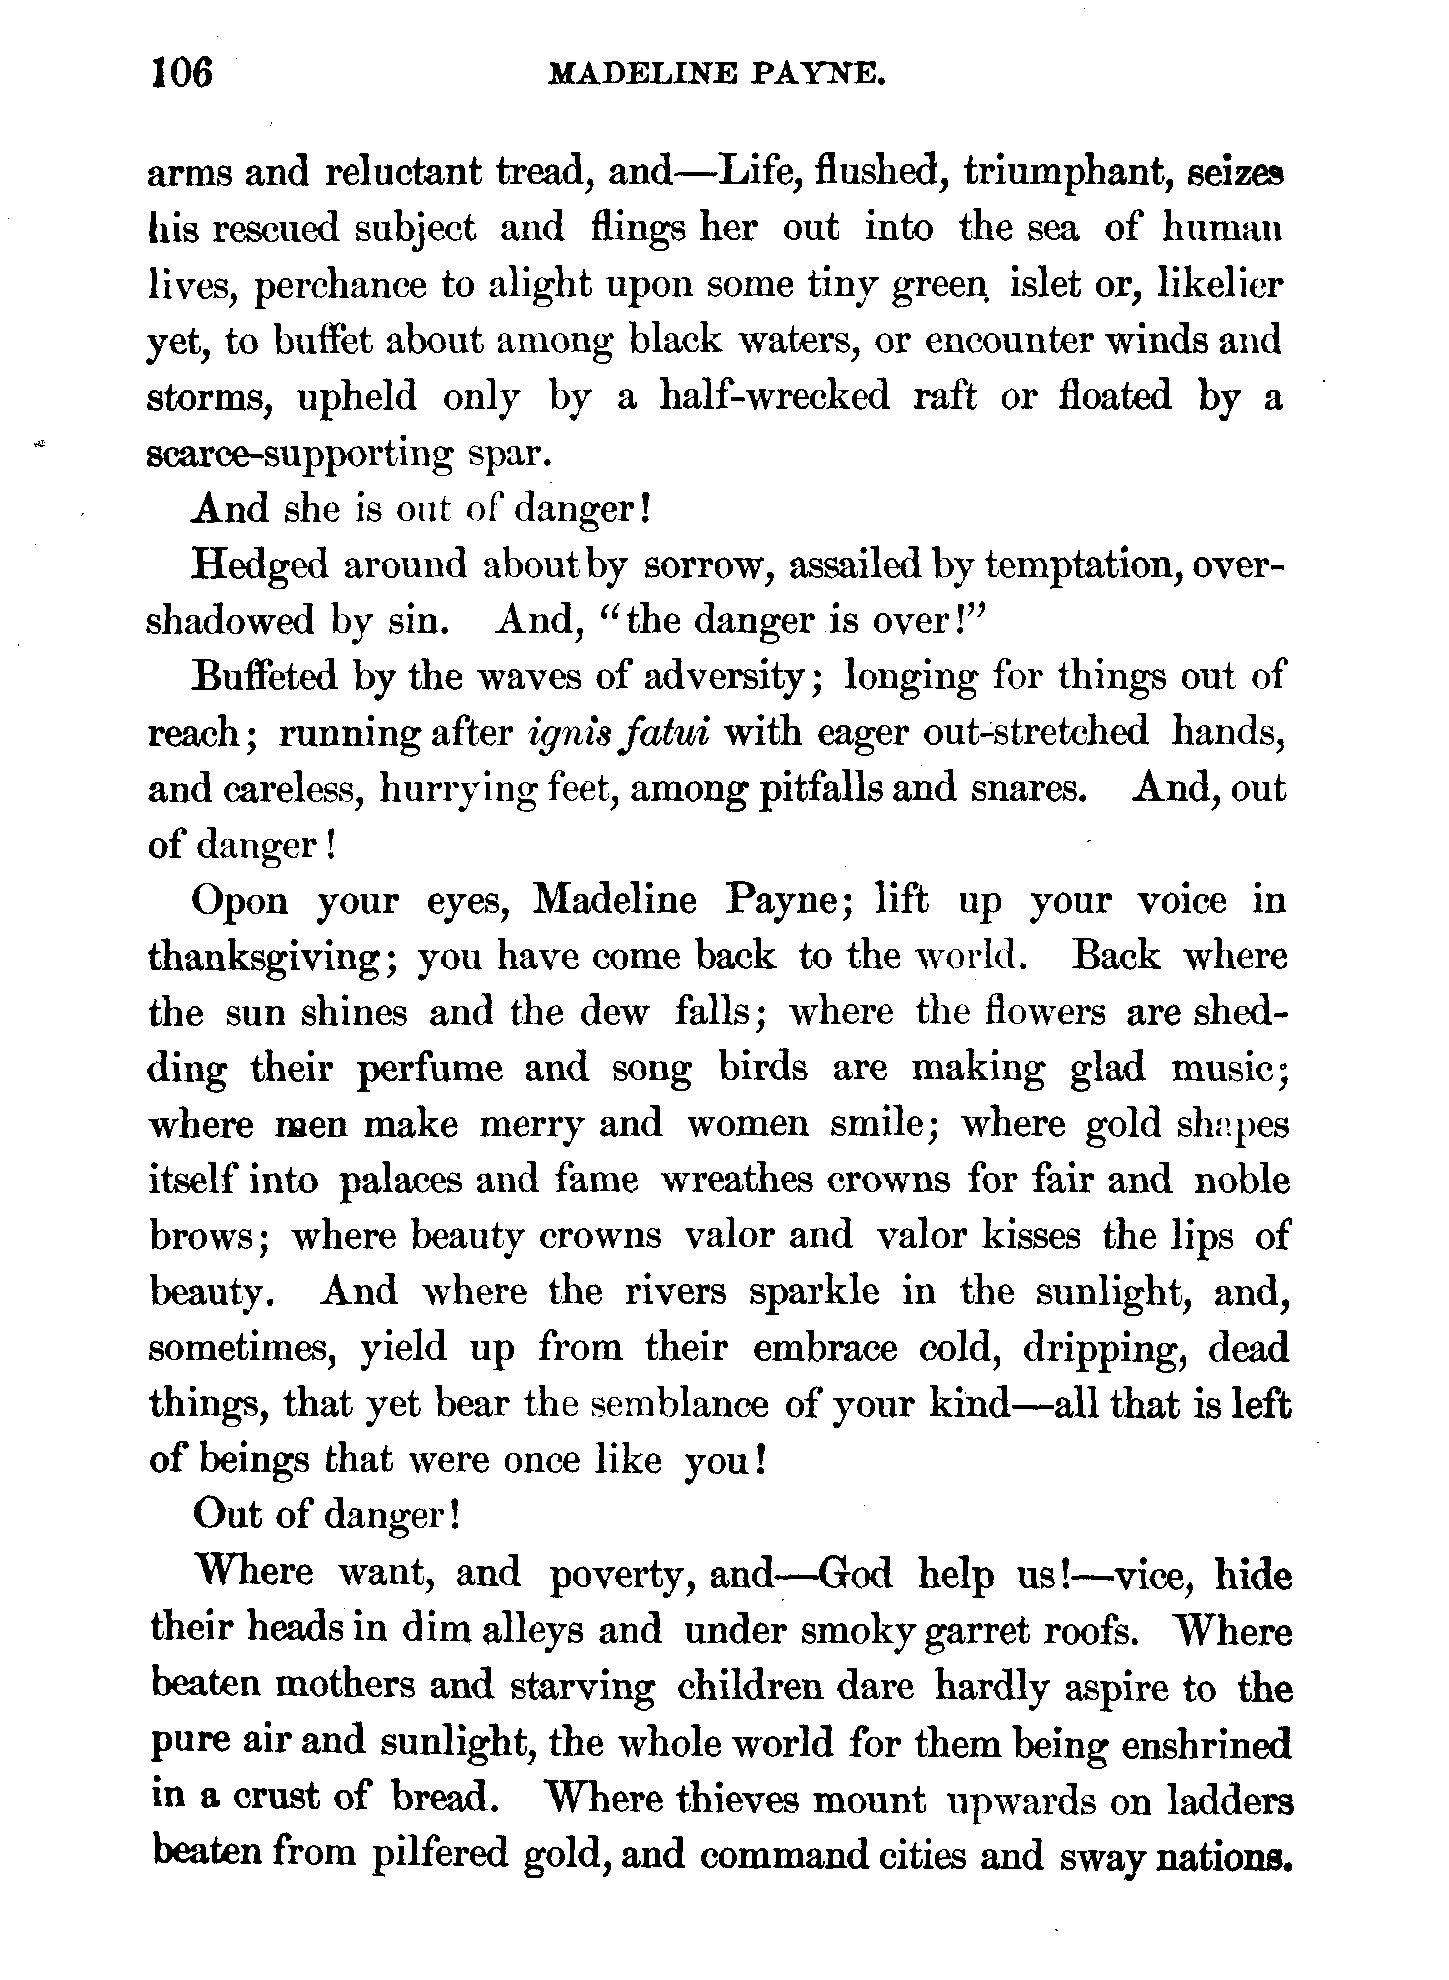 106 MADELINE PAYNE.
arms and reluctant tread, and—Life, flushed, triumphant, seizes
his rescued subject and flings her out into the sea of human
lives, perchance to alight upon some tiny green islet or, likelier
yet, to buffet about among black waters, or encounter winds and
storms, upheld only by a half-wrecked raft or floated by a
scarce-supporting spar.
And she is out of danger!
Hedged around about by sorrow, assailed by temptation, over-
shadowed by sin. And, "the danger is over!"
Buffeted by the waves of adversity; longing for things out of
reach; running after ignis fatui with eager out-stretched hands,
and careless, hurrying feet, among pitfalls and snares. And, out
of danger!
Opon your eyes, Madeline Payne; lift up your voice in
thanksgiving; you have come back to the world. Back where
the sun shines and the dew falls; where the flowers are shed-
ding their perfume and song birds are making glad music;
where men make merry and women smile; where gold shapes
itself into palaces and fame wreathes crowns for fair and noble
brows; where beauty crowns valor and valor kisses the lips of
beauty. And where the rivers sparkle in the sunlight, and,
sometimes, yield up from their embrace cold, dripping, dead
things, that yet bear the semblance of your kind—all that is left
of beings that were once like you!
Out of danger!
Where want, and poverty, and—God help us!—vice, hide
their heads in dim alleys and under smoky garret roofs. Where
beaten mothers and starving children dare hardly aspire to the
pure air and sunlight, the whole world for them being enshrined
in a crust of bread. Where thieves mount upwards on ladders
beaten from pilfered gold, and command cities and sway nations.